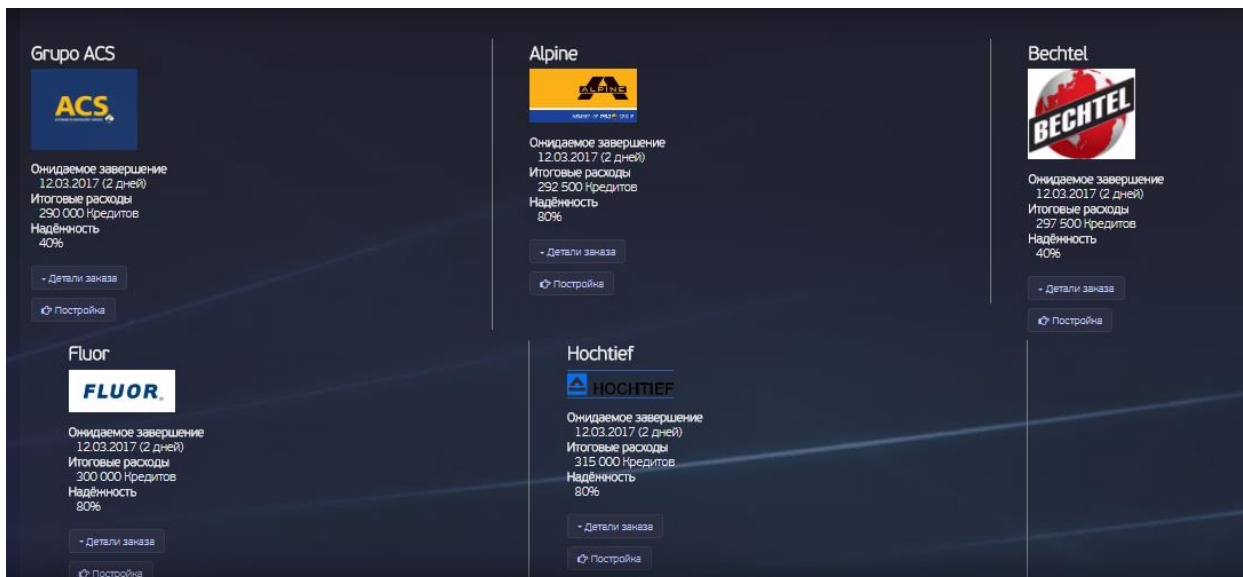 Grupo ACS
ACS
Ожидаемое завершение
12.03.2017 (2 дней)
Итоговые расходы
290 000 Кредитов
Надёжность
40%
Детали заказа
Постройка
Alpine
ALPINE
Ожидаемое завершение
12.03.2017 (2 дней)
Итоговые расходы
292 500 Кредитов
Надёжность
80%
Детали заказа
Постройка
Bechtel
BECHTEL
Ожидаемое завершение
12.03.2017 (2 дней)
Итоговые расходы
297 500 Кредитов
Надёжность
40%
Детали заказа
Постройка
Fluor
FLUOR
Ожидаемое завершение
12.03.2017 (2 дней)
Итоговые расходы
300 000 Кредитов
Надёжность
80%
Детали заказа
Постройка
Hochtief
HOCHTIEF
Ожидаемое завершение
12.03.2017 (2 дней)
Итоговые расходы
315 000 Кредитов
Надёжность
80%
Детали заказа
Постройка